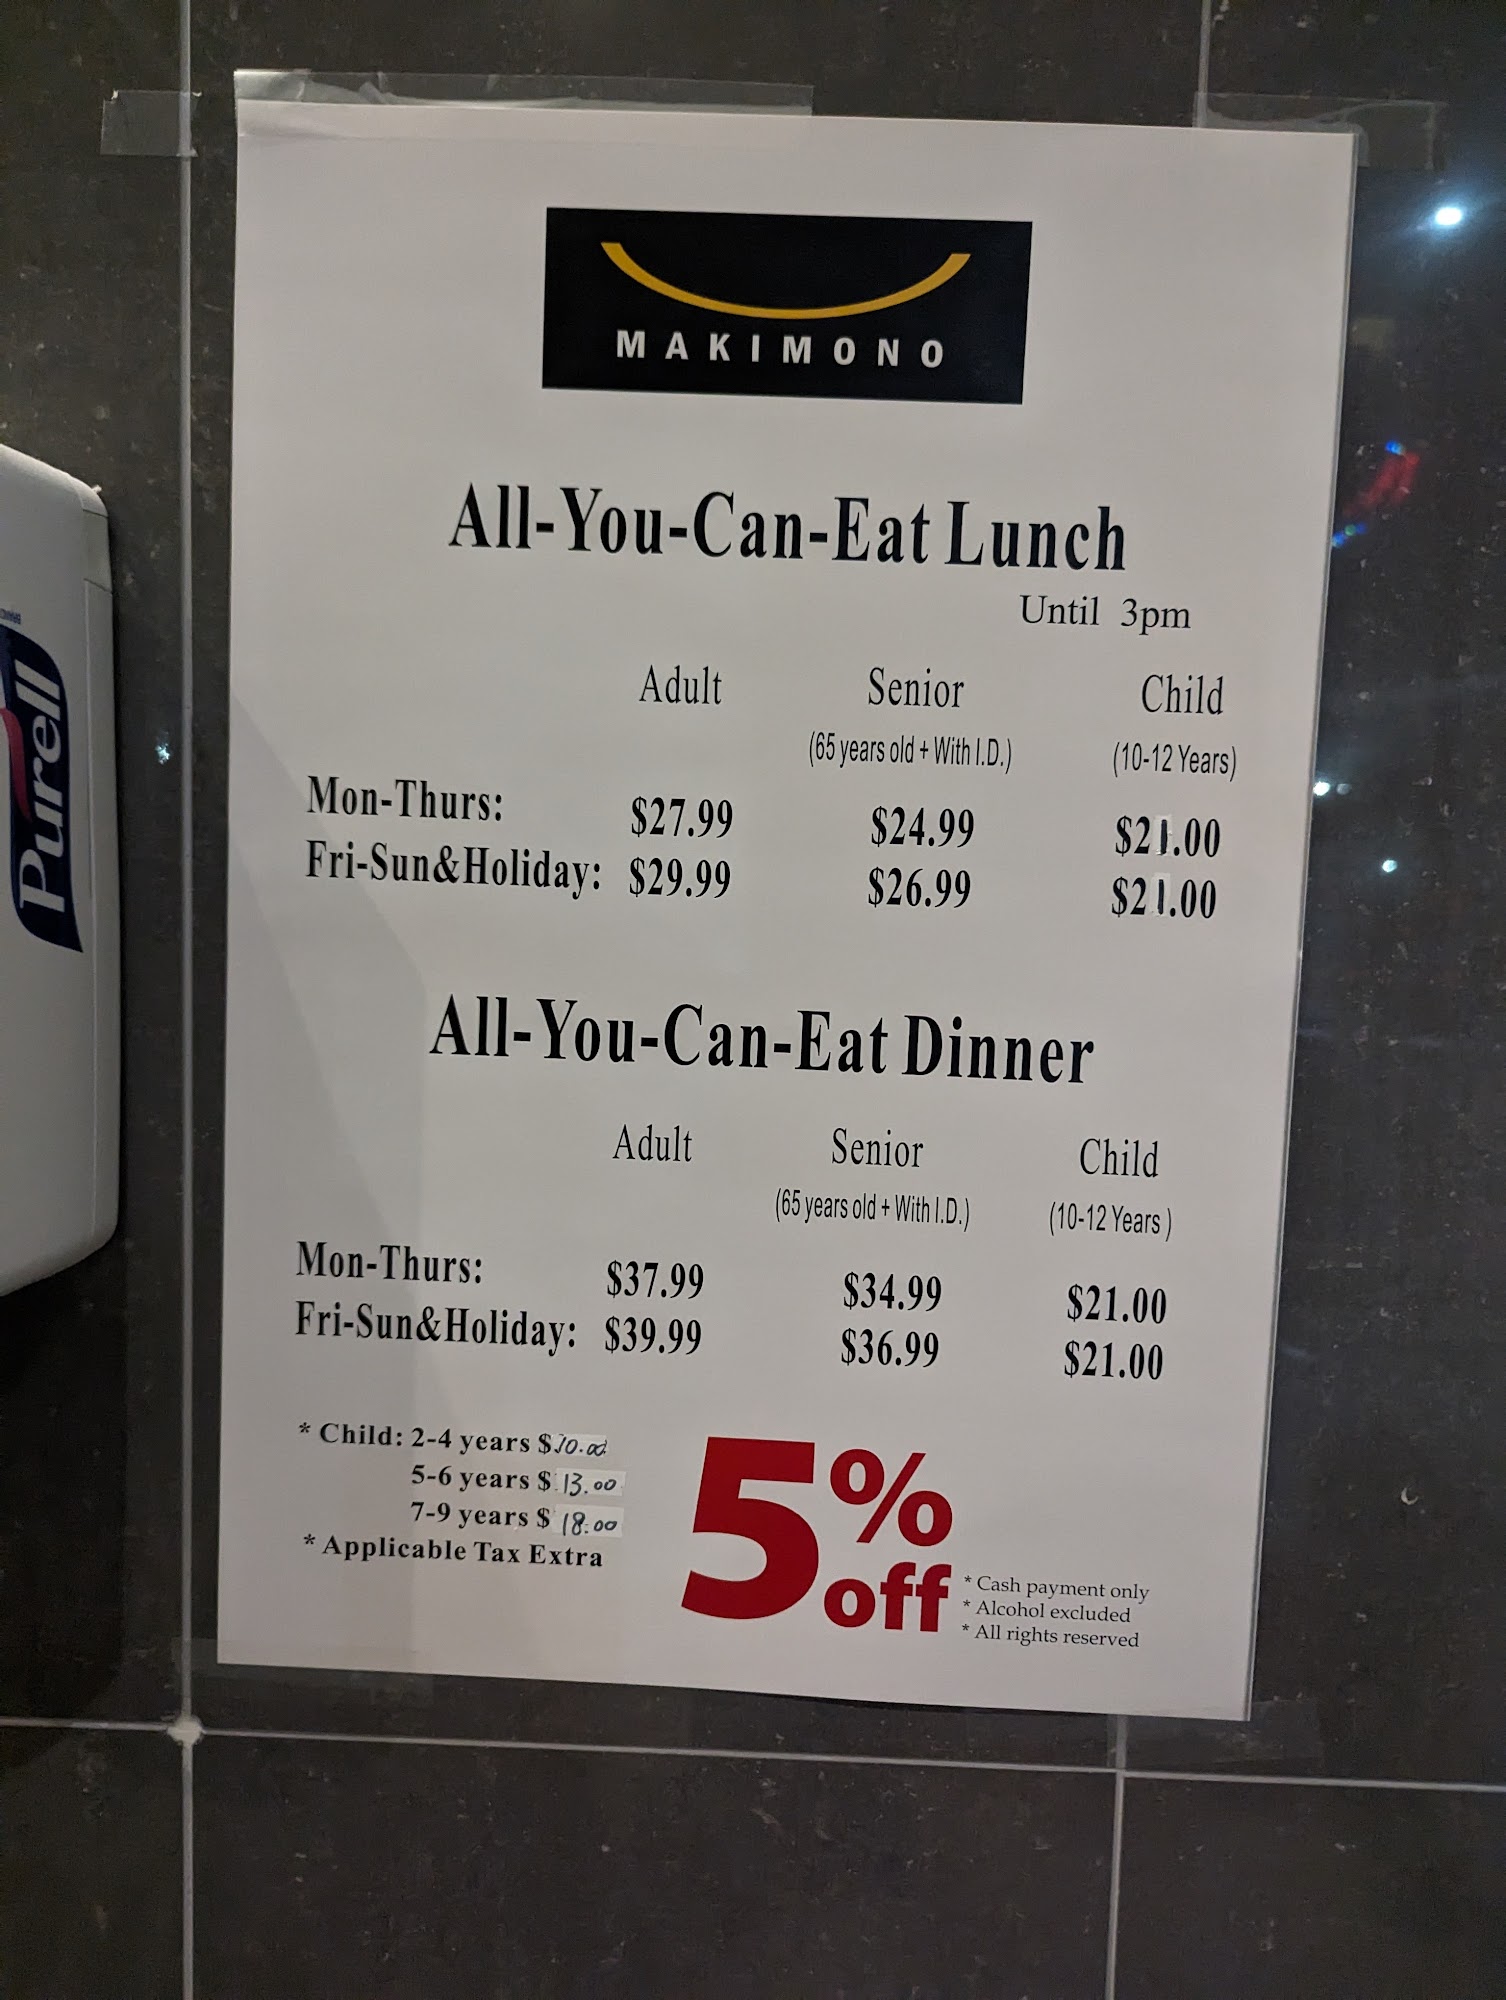 MAKIMONO
All-You-Can-Eat Lunch
Until 3pm
Adult Senior Child
(65 years old + With I.D.) (10-12 Years)
Mon-Thurs: $27.99 $24.99 $21.00
Fri-Sun&Holiday: $29.99 $26.99 $21.00
All-You-Can-Eat Dinner
Adult Senior Child
(65 years old + With I.D.) (10-12 Years )
Mon-Thurs: $37.99 $34.99 $21.00
Fri-Sun&Holiday: $39.99 $36.99 $21.00
* Child: 2-4 years $10.00
5-6 years $13.00
7-9 years $18.00
* Applicable Tax Extra
5% off
* Cash payment only
* Alcohol excluded
* All rights reserved
Purell